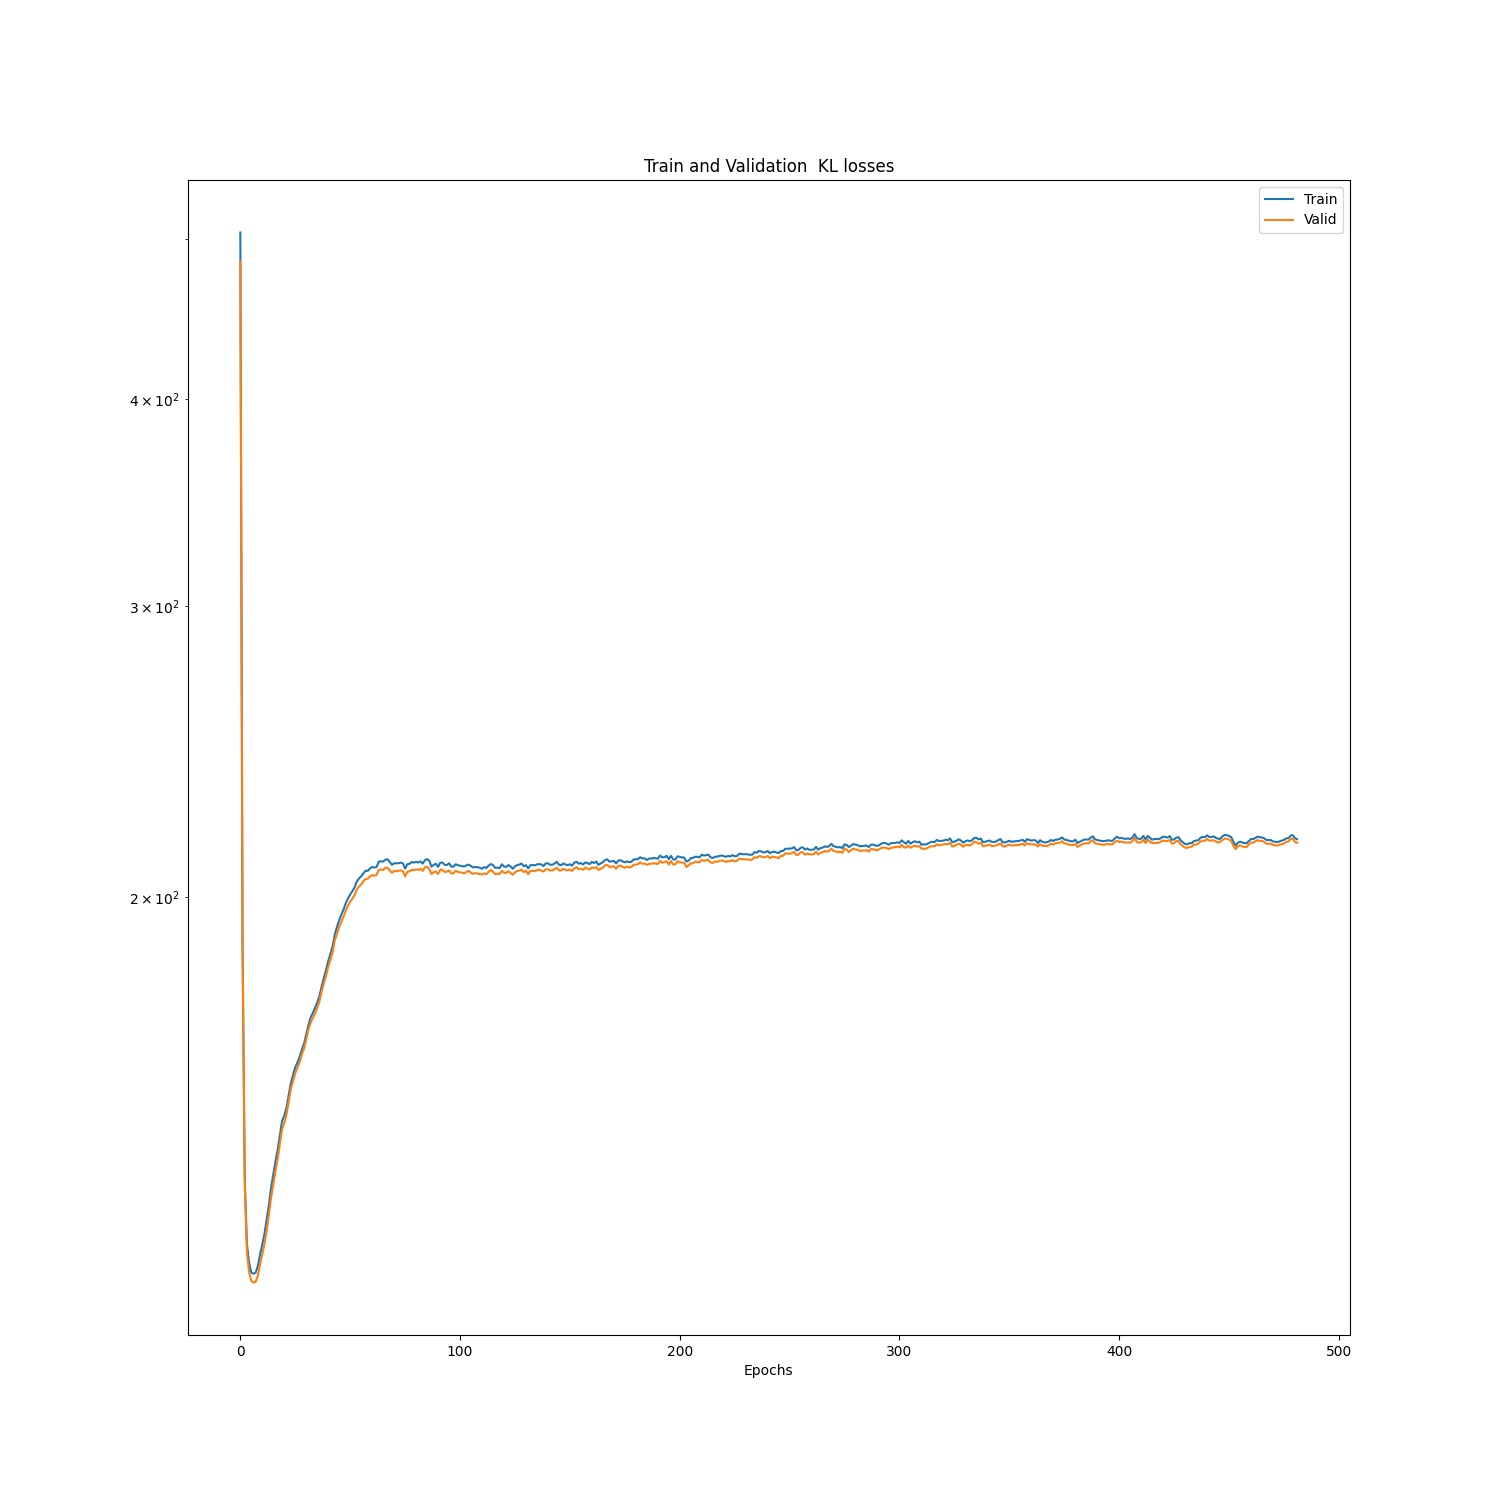 Train and Validation  KL losses
Train
Valid
4 × 10²
3 × 10²
2 × 10²
0
100
200
300
400
500
Epochs